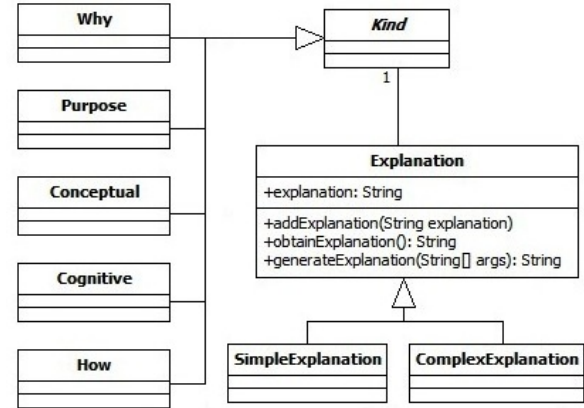 Why
Kind
1
Purpose
Explanation
+explanation: String
+addExplanation(String explanation)
+obtainExplanation(): String
+generateExplanation(String[] args): String
Conceptual
Cognitive
How
SimpleExplanation
ComplexExplanation